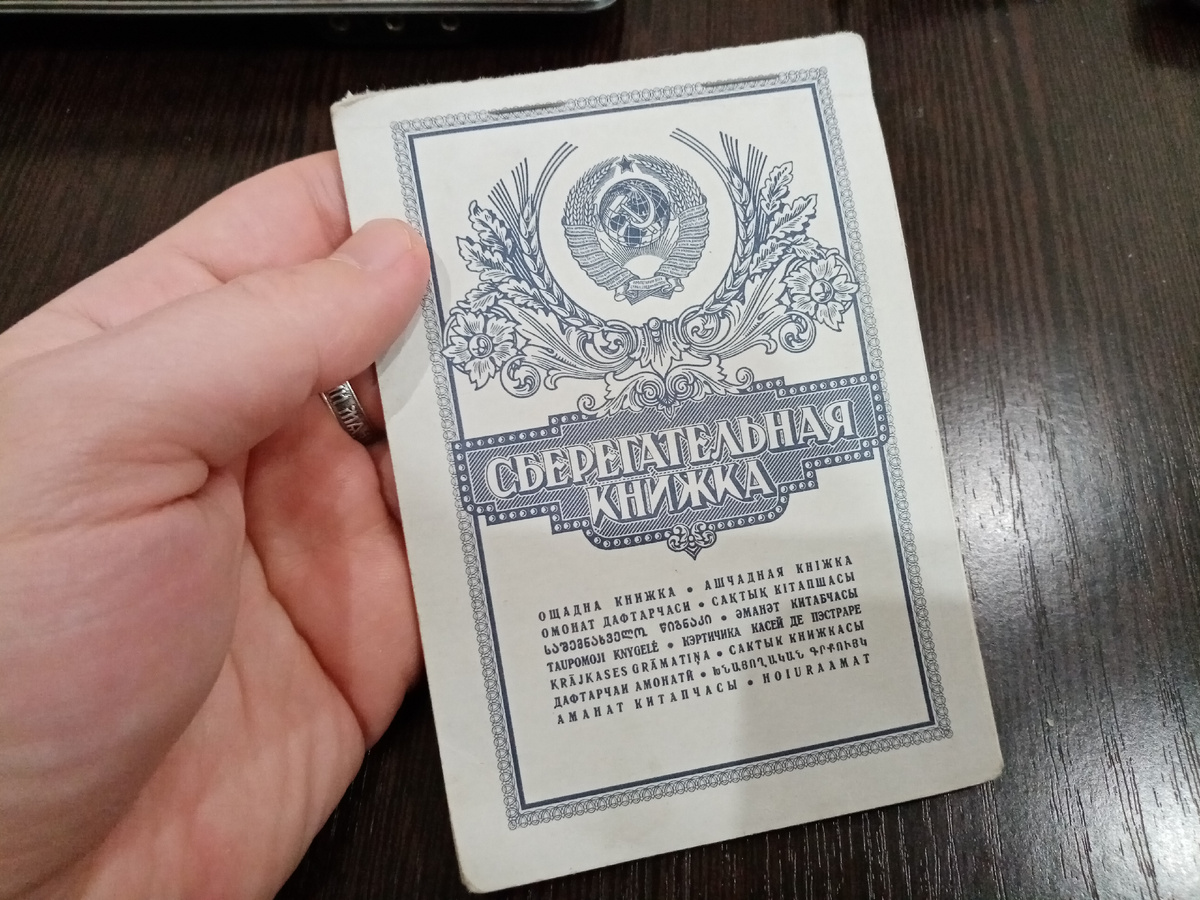 СБЕРЕГАТЕЛЬНАЯ
КНИЖКА
ОЩАДНА КНИЖКА • АШЧАДНАЯ КНІЖКА
ОМОНАТ ДАФТАРЧАСИ • САҚТЫҚ КІТАПШАСЫ
ᲡᲐᲨᲔᲛᲜᲐᲮᲕᲔᲚᲝ ᲬᲘᲒᲜᲐᲙᲘ • ӘМАНӘТ КИТАБЧАСЫ
TAUPOMOJI KNYGELĖ • КЭРТИЧИКА КАСЕЙ ДЕ ПЭСТРАРЕ
KRĀJKASES GRĀMATIŅA • САКТЫК КНИЖКАСЫ
ДАФТАРЧАИ АМОНАТӢ • ԽՆԱՅՈՂԱԿԱՆ ԳՐՔՈՒՅԿ
АМАНАТ КИТАПЧАСЫ • HOIURAAMAT